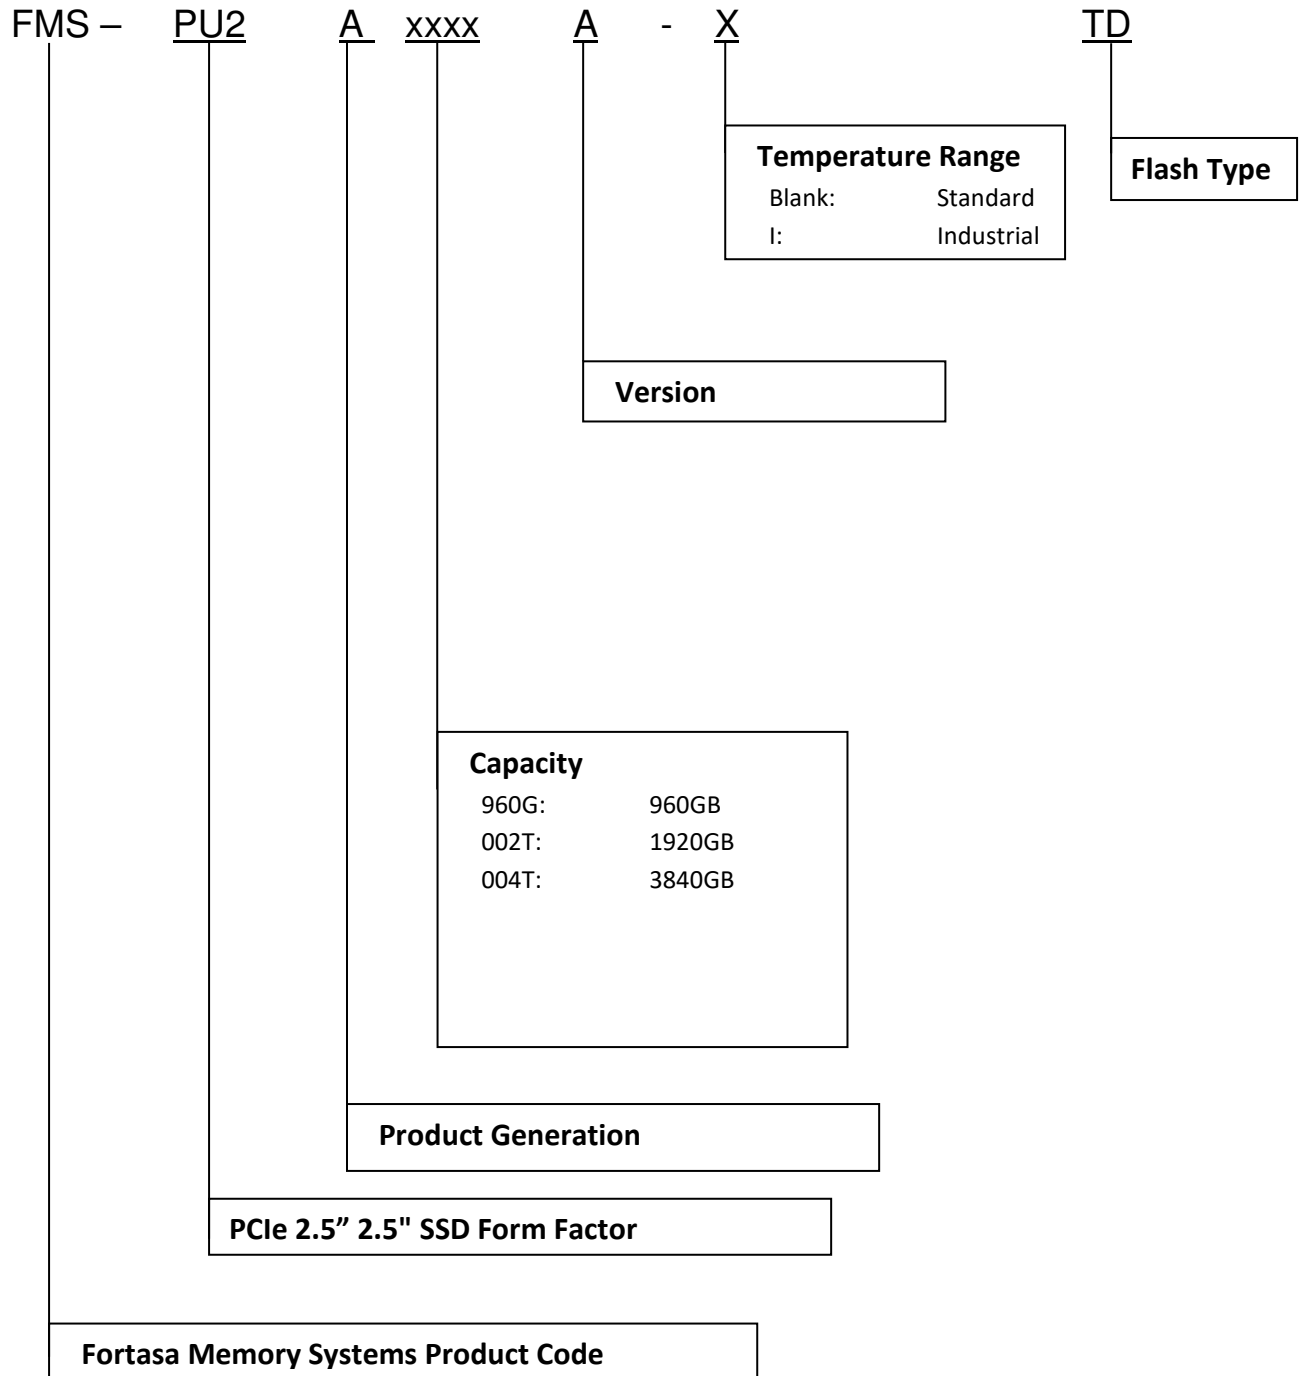 FMS – PU2 A xxxx A - X TD
Temperature Range
Blank: Standard
I: Industrial
Flash Type
Version
Capacity
960G: 960GB
002T: 1920GB
004T: 3840GB
Product Generation
PCIe 2.5” 2.5" SSD Form Factor
Fortasa Memory Systems Product Code